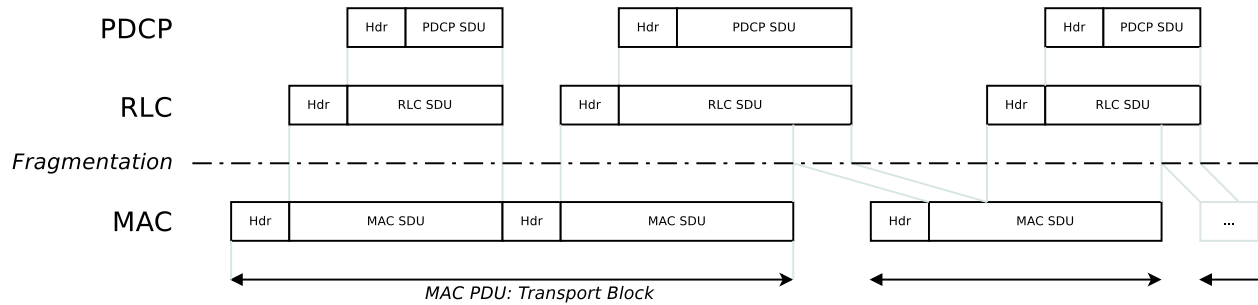 PDCP Hdr PDCP SDU Hdr PDCP SDU Hdr PDCP SDU
RLC Hdr RLC SDU Hdr RLC SDU Hdr RLC SDU
Fragmentation
MAC Hdr MAC SDU Hdr MAC SDU Hdr MAC SDU ...
MAC PDU: Transport Block